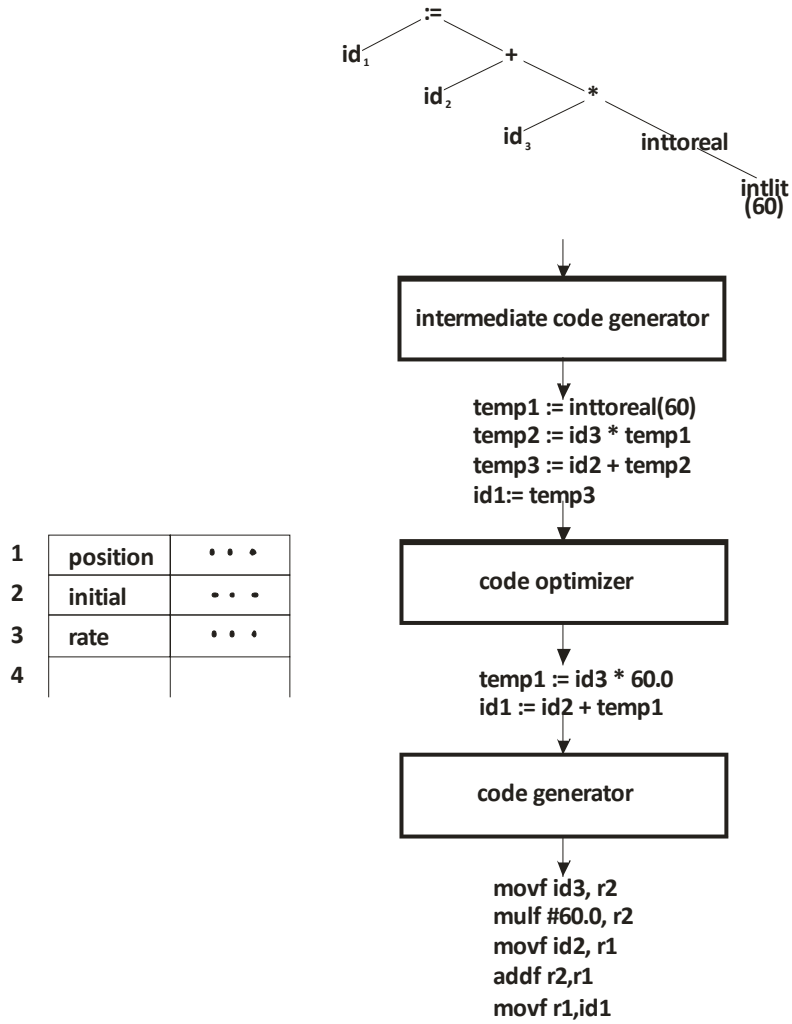 :=
id₁ +
id₂ *
id₃ inttoreal
intlit
(60)
intermediate code generator
temp1 := inttoreal(60)
temp2 := id3 * temp1
temp3 := id2 + temp2
id1:= temp3
1 position • • •
2 initial • • •
3 rate • • •
4
code optimizer
temp1 := id3 * 60.0
id1 := id2 + temp1
code generator
movf id3, r2
mulf #60.0, r2
movf id2, r1
addf r2,r1
movf r1,id1